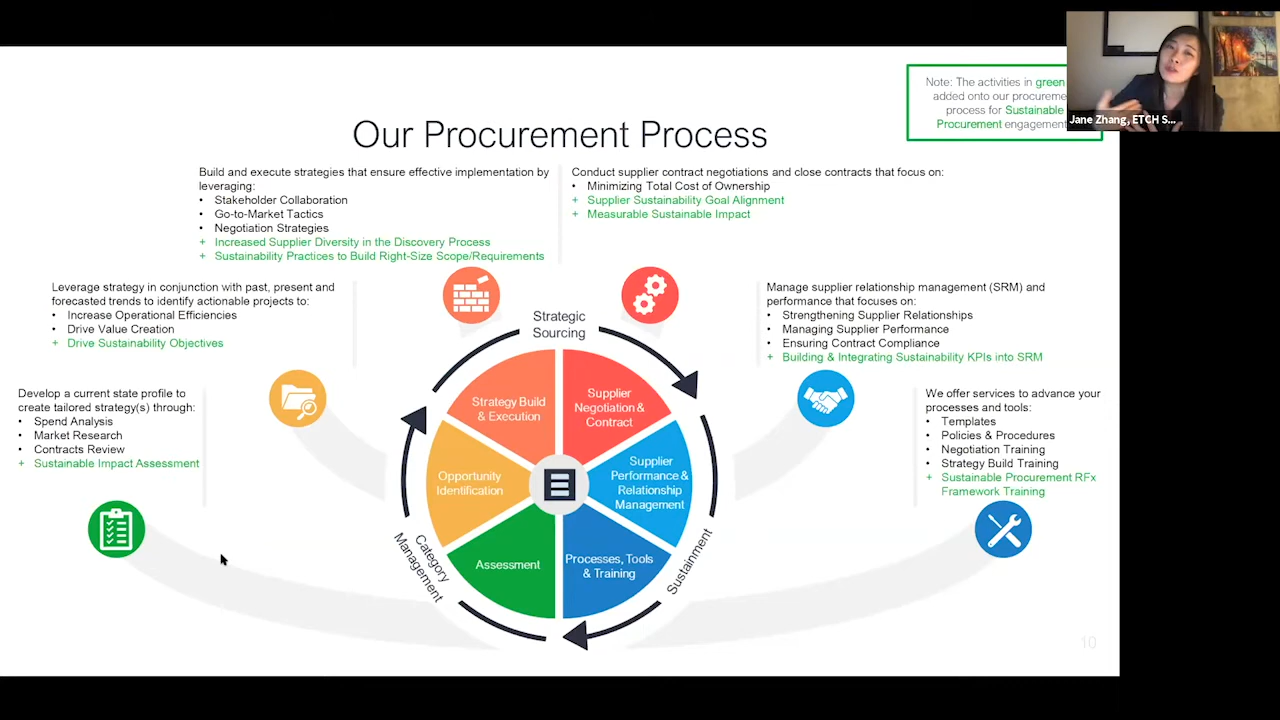 Our Procurement Process
Note: The activities in green
added onto our procureme
process for Sustainable
Procurement engagement
Jane Zhang, ETCH S...
Build and execute strategies that ensure effective implementation by
leveraging:
• Stakeholder Collaboration
• Go-to-Market Tactics
• Negotiation Strategies
+ Increased Supplier Diversity in the Discovery Process
+ Sustainability Practices to Build Right-Size Scope/Requirements
Conduct supplier contract negotiations and close contracts that focus on:
• Minimizing Total Cost of Ownership
+ Supplier Sustainability Goal Alignment
+ Measurable Sustainable Impact
Leverage strategy in conjunction with past, present and
forecasted trends to identify actionable projects to:
• Increase Operational Efficiencies
• Drive Value Creation
+ Drive Sustainability Objectives
Manage supplier relationship management (SRM) and
performance that focuses on:
• Strengthening Supplier Relationships
• Managing Supplier Performance
• Ensuring Contract Compliance
+ Building & Integrating Sustainability KPIs into SRM
Develop a current state profile to
create tailored strategy(s) through:
• Spend Analysis
• Market Research
• Contracts Review
+ Sustainable Impact Assessment
We offer services to advance your
processes and tools:
• Templates
• Policies & Procedures
• Negotiation Training
• Strategy Build Training
+ Sustainable Procurement RFx
Framework Training
Strategic
Sourcing
Strategy Build
& Execution
Supplier
Negotiation &
Contract
Opportunity
Identification
Supplier
Performance &
Relationship
Management
Assessment
Processes, Tools
& Training
Category
Management
Sustainment
10